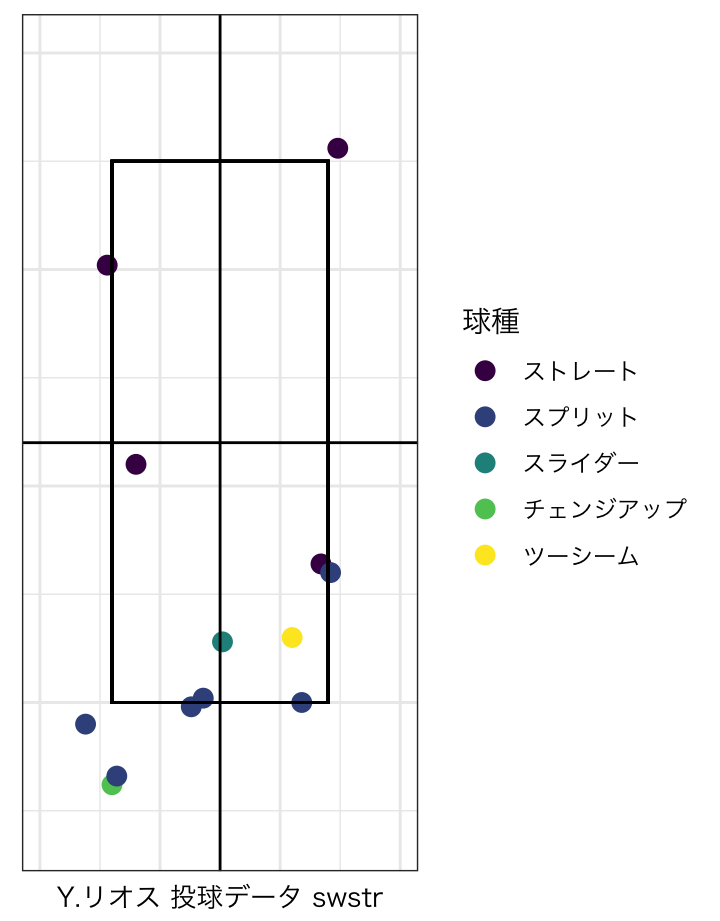 球種
ストレート
スプリット
スライダー
チェンジアップ
ツーシーム
Y.リオス 投球データ swstr